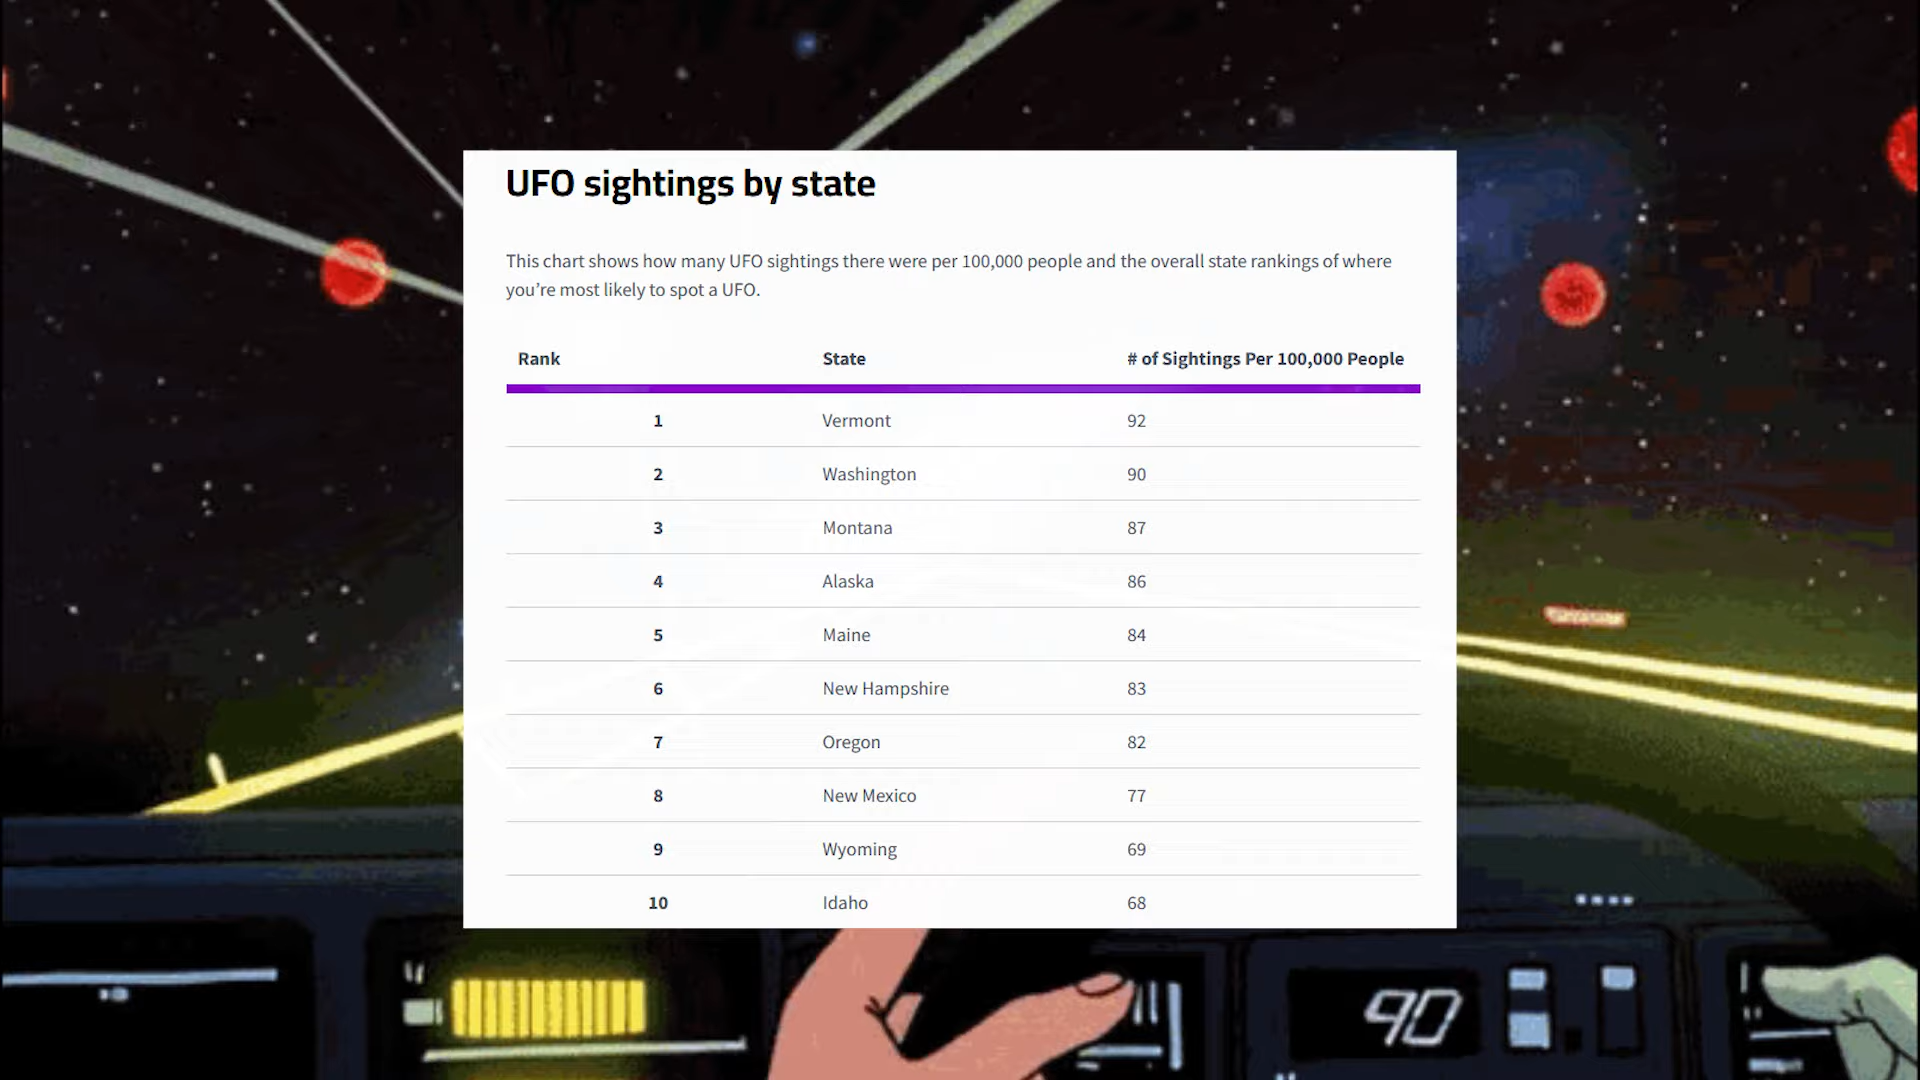 UFO sightings by state
This chart shows how many UFO sightings there were per 100,000 people and the overall state rankings of where
you’re most likely to spot a UFO.
Rank State # of Sightings Per 100,000 People
1 Vermont 92
2 Washington 90
3 Montana 87
4 Alaska 86
5 Maine 84
6 New Hampshire 83
7 Oregon 82
8 New Mexico 77
9 Wyoming 69
10 Idaho 68
90